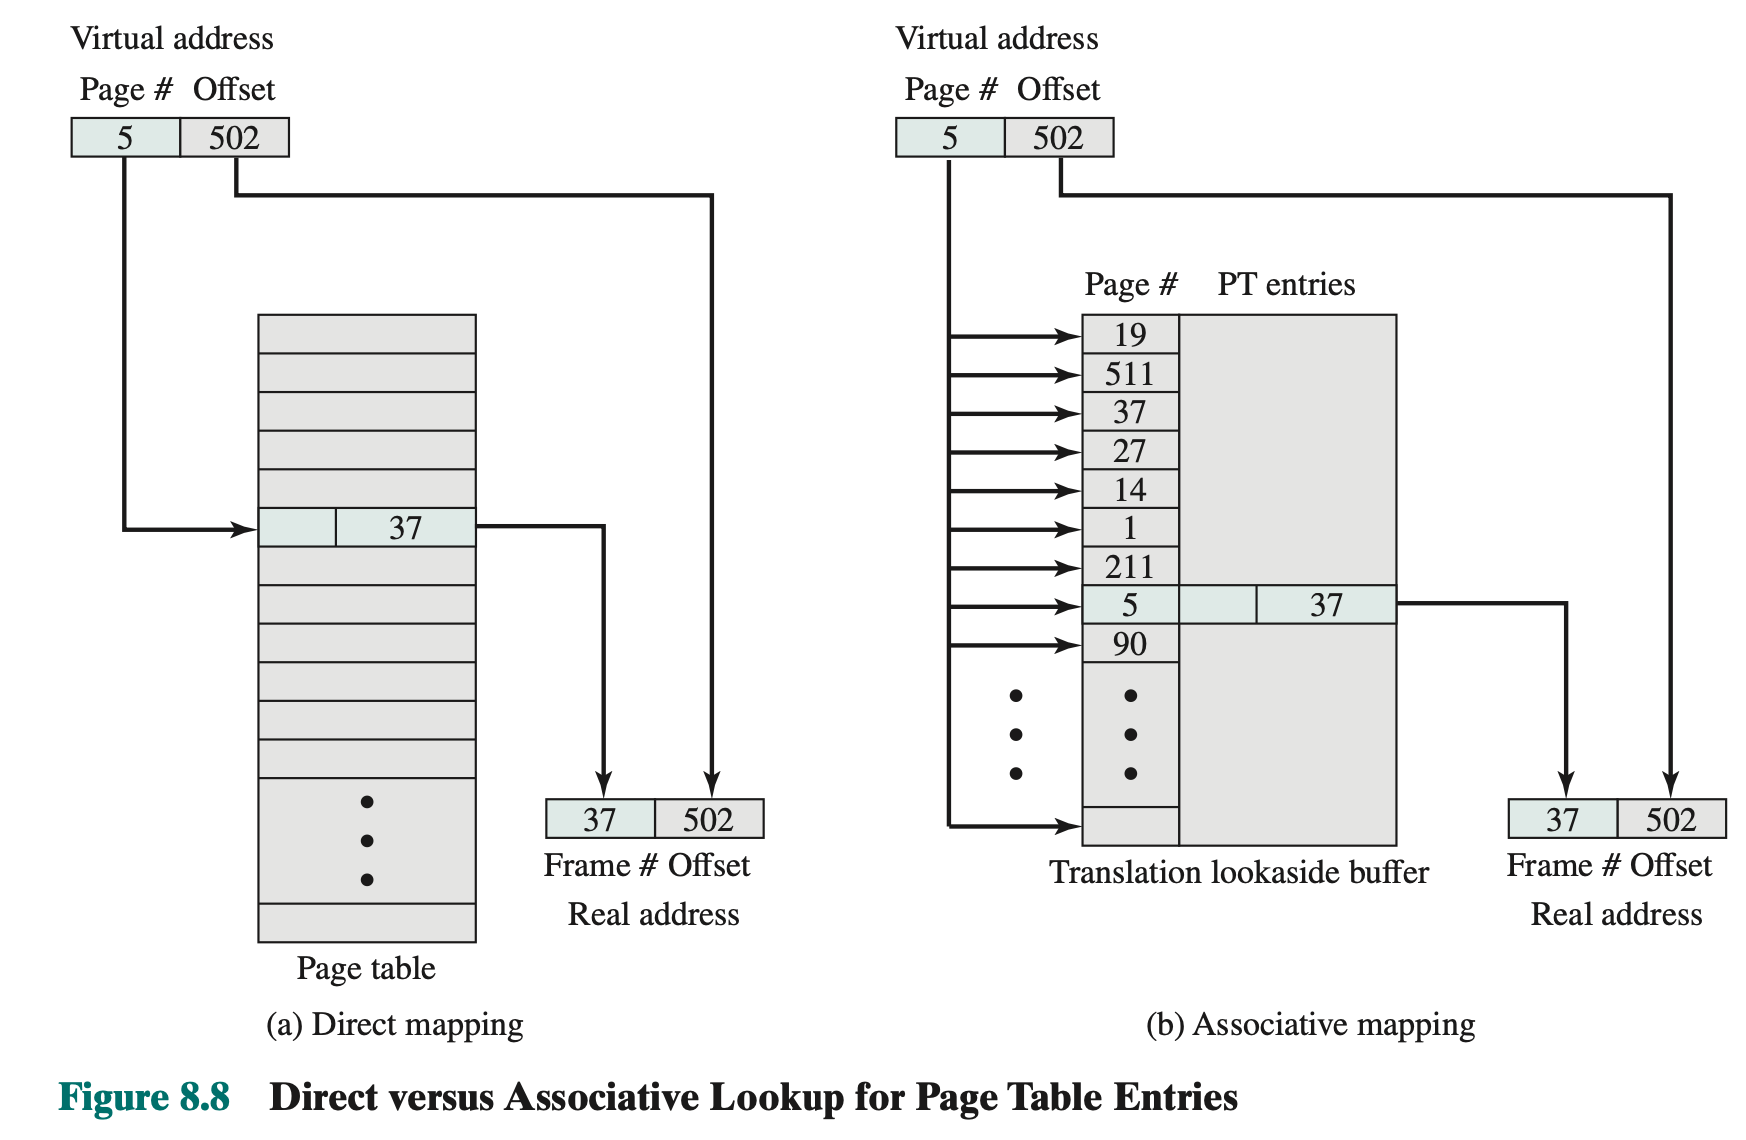 Virtual address
Page # Offset
5 502
37
37 502
Frame # Offset
Real address
Page table
(a) Direct mapping
Virtual address
Page # Offset
5 502
Page # PT entries
19
511
37
27
14
1
211
5 37
90
Translation lookaside buffer
37 502
Frame # Offset
Real address
(b) Associative mapping
Figure 8.8 Direct versus Associative Lookup for Page Table Entries